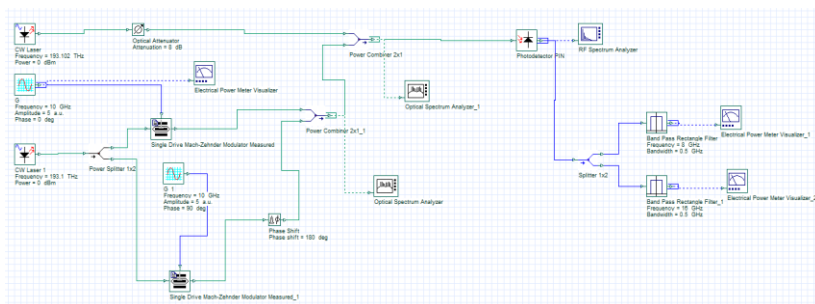 CW Laser
Frequency = 193.102 THz
Power = 0 dBm
Optical Attenuator
Attenuation = 8 dB
Power Combiner 2x1
Photodetector PIN
RF Spectrum Analyzer
G
Frequency = 10 GHz
Amplitude = 5 a.u.
Phase = 0 deg
Electrical Power Meter Visualizer
Optical Spectrum Analyzer_1
Single Drive Mach-Zehnder Modulator Measured
Power Combiner 2x1_1
Band Pass Rectangle Filter
Frequency = 8 GHz
Bandwidth = 0.5 GHz
Electrical Power Meter Visualizer_1
CW Laser 1
Frequency = 193.1 THz
Power = 0 dBm
Power Splitter 1x2
G 1
Frequency = 10 GHz
Amplitude = 5 a.u.
Phase = 90 deg
Optical Spectrum Analyzer
Splitter 1x2
Band Pass Rectangle Filter_1
Bandwidth = 0.5 GHz
Electrical Power Meter Visualizer_2
Phase Shift
Phase shift = 180 deg
Single Drive Mach-Zehnder Modulator Measured_1